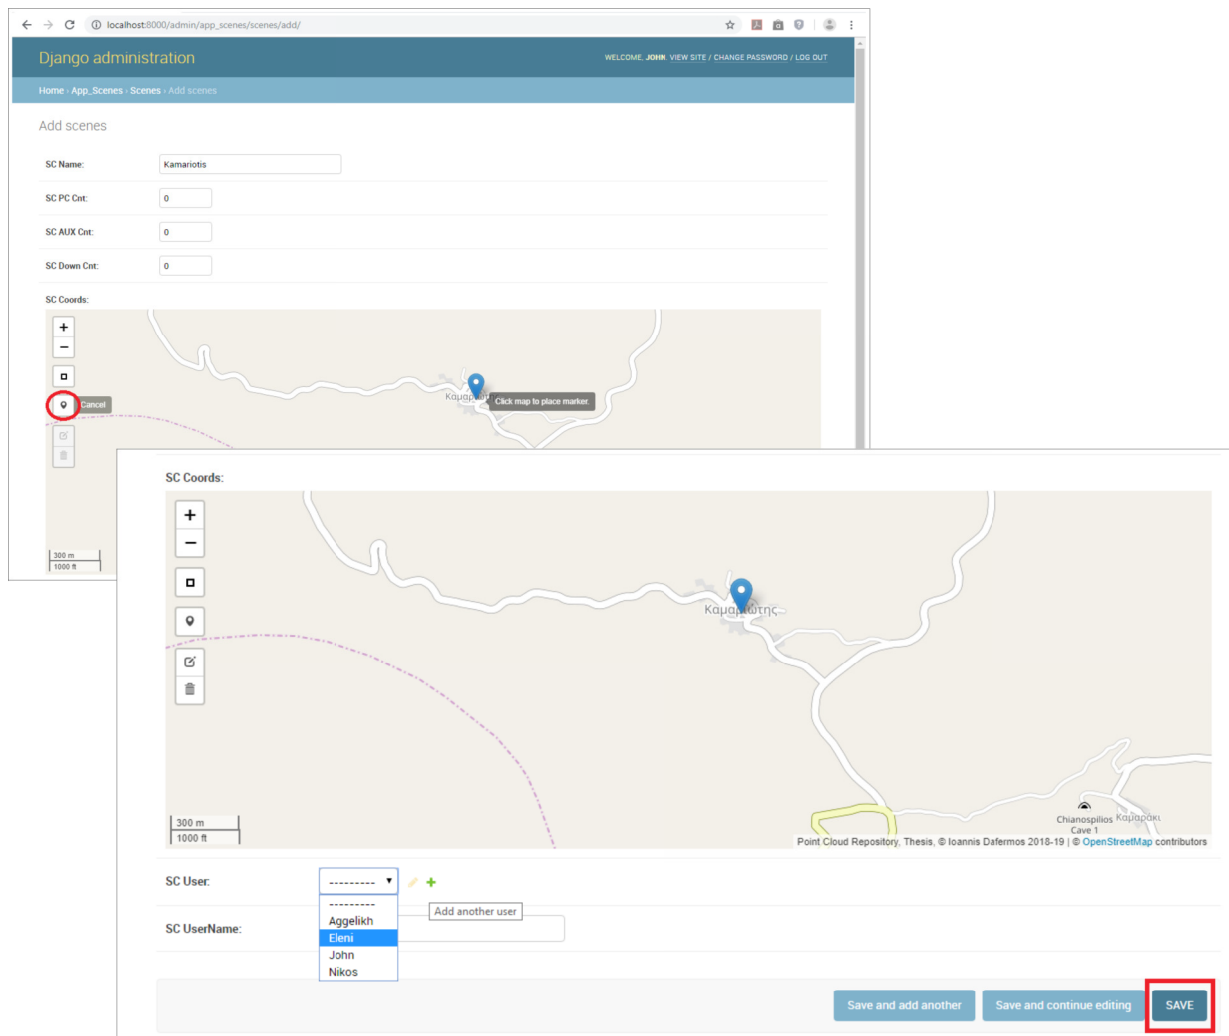 localhost:8000/admin/app_scenes/scenes/add/
Django administration
WELCOME, JOHN. VIEW SITE / CHANGE PASSWORD / LOG OUT
Home › App_Scenes › Scenes › Add scenes
Add scenes
SC Name: Kamariotis
SC PC Cnt: 0
SC AUX Cnt: 0
SC Down Cnt: 0
SC Coords:
+
−
Cancel
Click map to place marker.
300 m
1000 ft
SC Coords:
+
−
Καμαριώτης
300 m
1000 ft
Chianospilios
Cave 1
Καμαράκι
Point Cloud Repository, Thesis, © Ioannis Dafermos 2018-19 | © OpenStreetMap contributors
SC User: ---------
---------
Aggelikh
Eleni
John
Nikos
Add another user
SC UserName:
Save and add another
Save and continue editing
SAVE